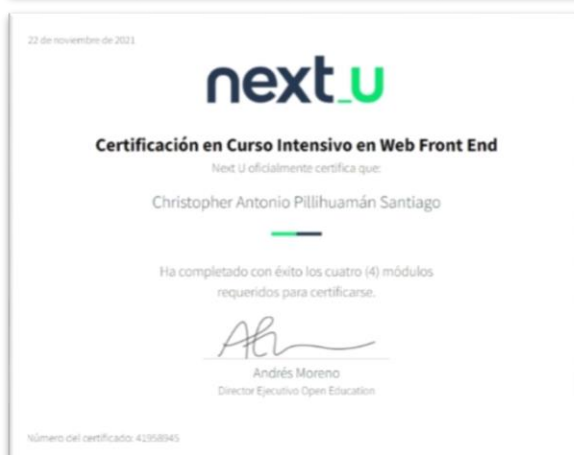 22 de noviembre de 2021
next_u
Certificación en Curso Intensivo en Web Front End
Next U oficialmente certifica que:
Christopher Antonio Pillihuamán Santiago
Ha completado con éxito los cuatro (4) módulos
requeridos para certificarse.
Andrés Moreno
Director Ejecutivo Open Education
Número del certificado: 41958945